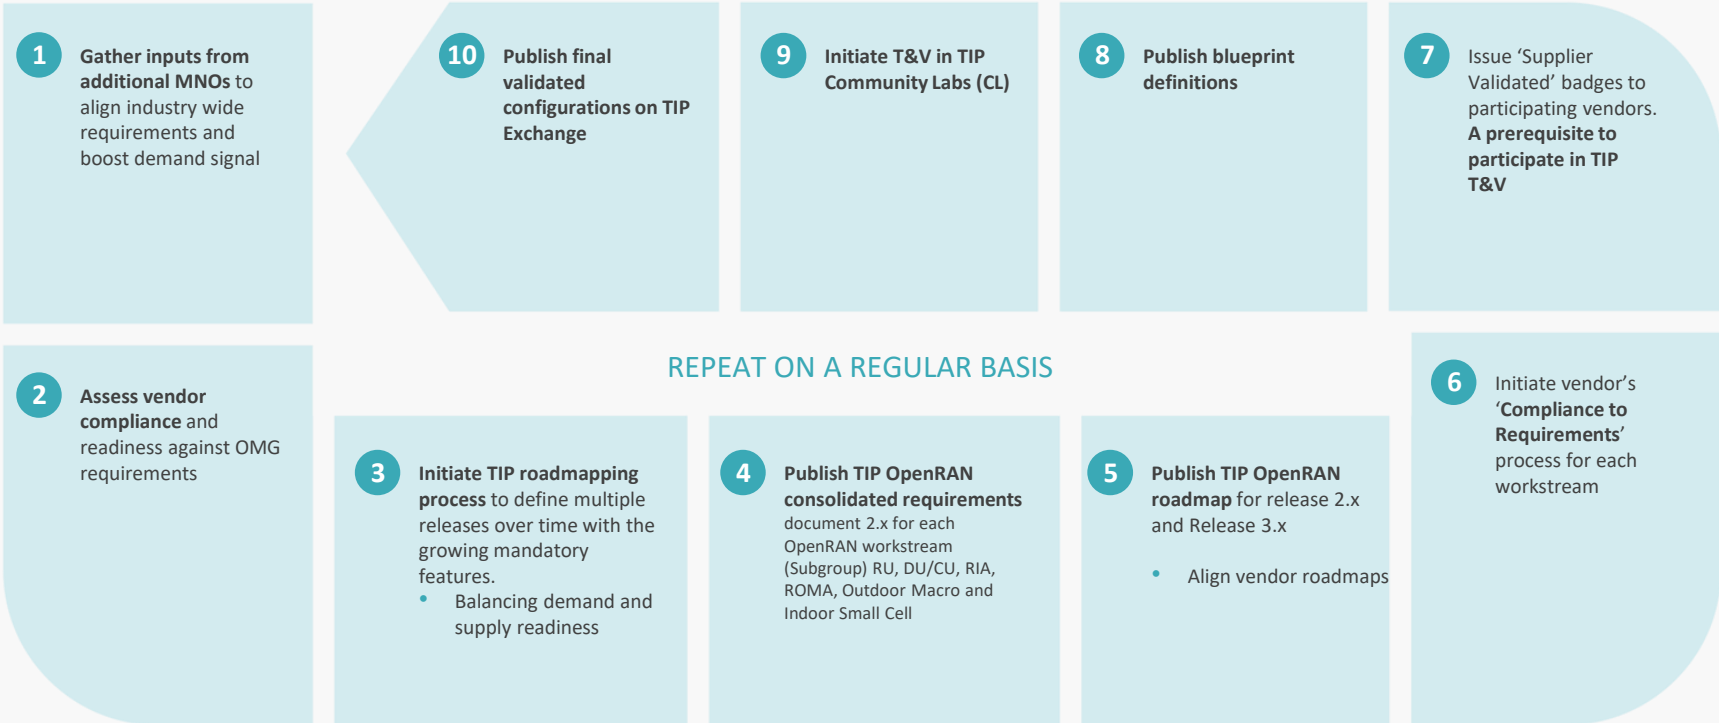 1
Gather inputs from
additional MNOs to
align industry wide
requirements and
boost demand signal
10
Publish final
validated
configurations on TIP
Exchange
9
Initiate T&V in TIP
Community Labs (CL)
8
Publish blueprint
definitions
7
Issue ‘Supplier
Validated’ badges to
participating vendors.
A prerequisite to
participate in TIP
T&V
REPEAT ON A REGULAR BASIS
2
Assess vendor
compliance and
readiness against OMG
requirements
3
Initiate TIP roadmapping
process to define multiple
releases over time with the
growing mandatory
features.
• Balancing demand and
supply readiness
4
Publish TIP OpenRAN
consolidated requirements
document 2.x for each
OpenRAN workstream
(Subgroup) RU, DU/CU, RIA,
ROMA, Outdoor Macro and
Indoor Small Cell
5
Publish TIP OpenRAN
roadmap for release 2.x
and Release 3.x
• Align vendor roadmaps
6
Initiate vendor’s
‘Compliance to
Requirements’
process for each
workstream